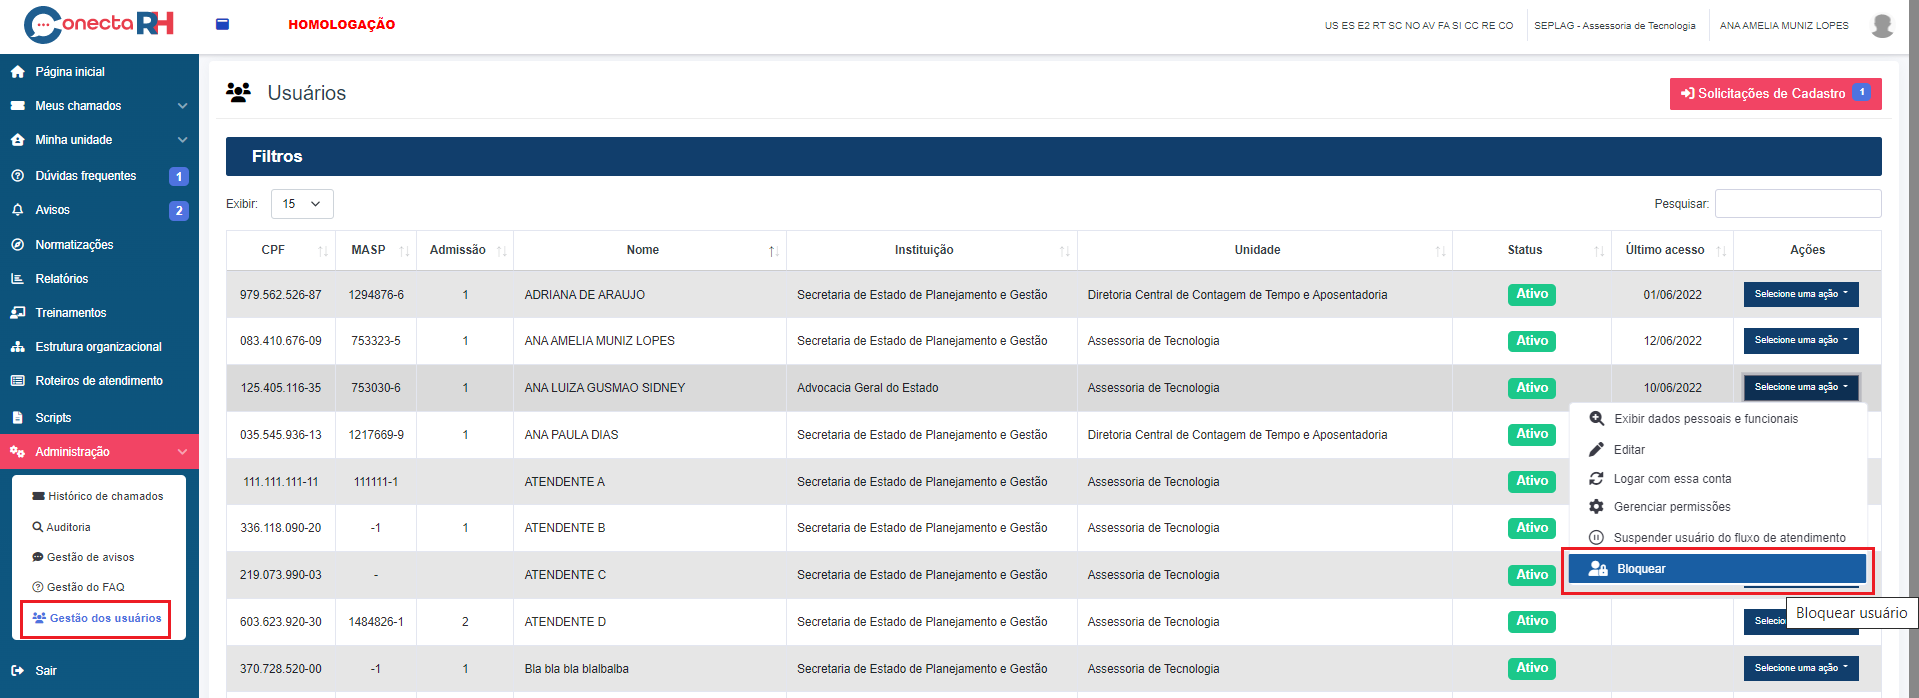 ConectaRH
HOMOLOGAÇÃO
US ES E2 RT SC NO AV FA SI CC RE CO
SEPLAG - Assessoria de Tecnologia
ANA AMELIA MUNIZ LOPES
Página inicial
Meus chamados
Minha unidade
Dúvidas frequentes 1
Avisos 2
Normatizações
Relatórios
Treinamentos
Estrutura organizacional
Roteiros de atendimento
Scripts
Administração
Histórico de chamados
Auditoria
Gestão de avisos
Gestão do FAQ
Gestão dos usuários
Sair
Usuários
Solicitações de Cadastro 1
Filtros
Exibir: 15
Pesquisar:
CPF MASP Admissão Nome Instituição Unidade Status Último acesso Ações
979.562.526-87 1294876-6 1 ADRIANA DE ARAUJO Secretaria de Estado de Planejamento e Gestão Diretoria Central de Contagem de Tempo e Aposentadoria Ativo 01/06/2022 Selecione uma ação
083.410.676-09 753323-5 1 ANA AMELIA MUNIZ LOPES Secretaria de Estado de Planejamento e Gestão Assessoria de Tecnologia Ativo 12/06/2022 Selecione uma ação
125.405.116-35 753030-6 1 ANA LUIZA GUSMAO SIDNEY Advocacia Geral do Estado Assessoria de Tecnologia Ativo 10/06/2022 Selecione uma ação
035.545.936-13 1217669-9 1 ANA PAULA DIAS Secretaria de Estado de Planejamento e Gestão Diretoria Central de Contagem de Tempo e Aposentadoria Ativo
111.111.111-11 111111-1 ATENDENTE A Secretaria de Estado de Planejamento e Gestão Assessoria de Tecnologia Ativo
336.118.090-20 -1 1 ATENDENTE B Secretaria de Estado de Planejamento e Gestão Assessoria de Tecnologia Ativo
219.073.990-03 - ATENDENTE C Secretaria de Estado de Planejamento e Gestão Assessoria de Tecnologia Ativo
603.623.920-30 1484826-1 2 ATENDENTE D Secretaria de Estado de Planejamento e Gestão Assessoria de Tecnologia Ativo
370.728.520-00 -1 1 Bla bla bla blalbalba Secretaria de Estado de Planejamento e Gestão Assessoria de Tecnologia Ativo Selecione uma ação
Exibir dados pessoais e funcionais
Editar
Logar com essa conta
Gerenciar permissões
Suspender usuário do fluxo de atendimento
Bloquear
Bloquear usuário